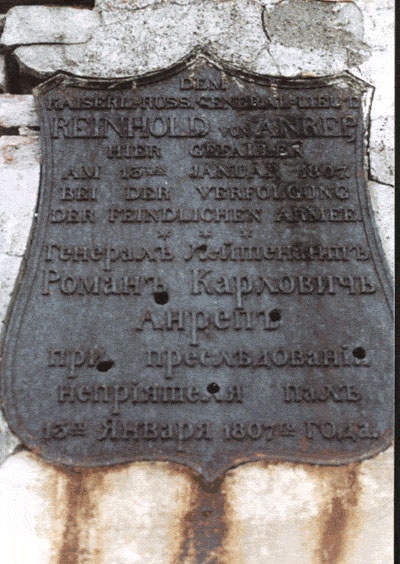 DEM
KAISERL. RUSS. GENERAL-LIEUT.
REINHOLD VON ANREP
HIER GEFALLEN
AM 13TEN JANUAR 1807
BEI DER VERFOLGUNG
DER FEINDLICHEN ARMEE.
* * *
Генералъ Лейтенантъ
Романъ Карловичъ
Анрепъ
при преслѣдованіи
непріятеля палъ
13го Января 1807го года.